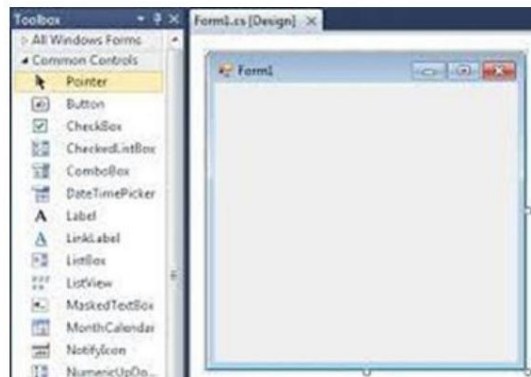 Toolbox
Form1.cs [Design]
All Windows Forms
Common Controls
Pointer
Button
CheckBox
CheckedListBox
ComboBox
DateTimePicker
Label
LinkLabel
ListBox
ListView
MaskedTextBox
MonthCalendar
NotifyIcon
NumericUpDo...
Form1